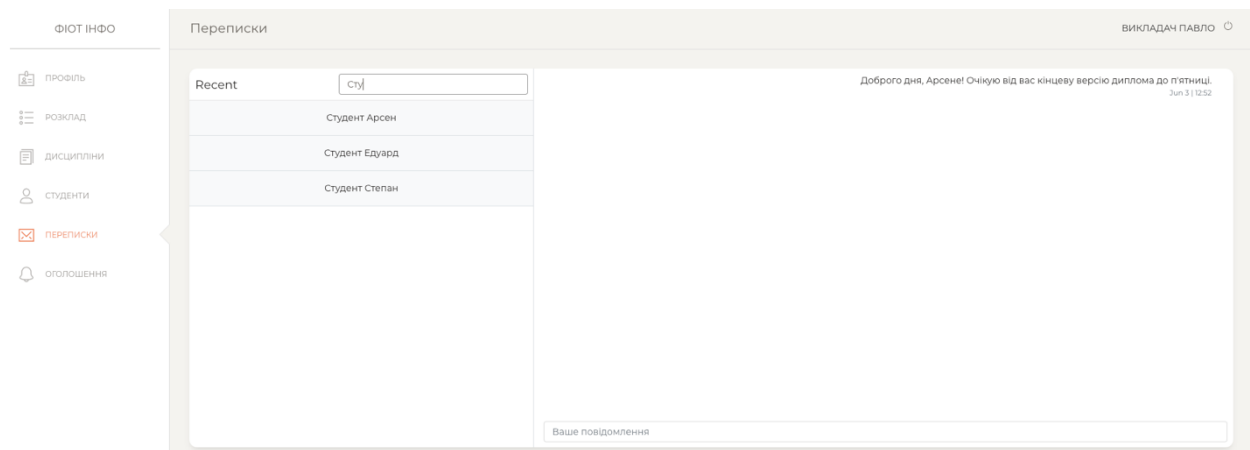 ФІОТ ІНФО
ПРОФІЛЬ
РОЗКЛАД
ДИСЦИПЛІНИ
СТУДЕНТИ
ПЕРЕПИСКИ
ОГОЛОШЕННЯ
Переписки
ВИКЛАДАЧ ПАВЛО
Recent
Сту
Студент Арсен
Студент Едуард
Студент Степан
Доброго дня, Арсене! Очікую від вас кінцеву версію диплома до п'ятниці.
Jun 3 | 12:52
Ваше повідомлення